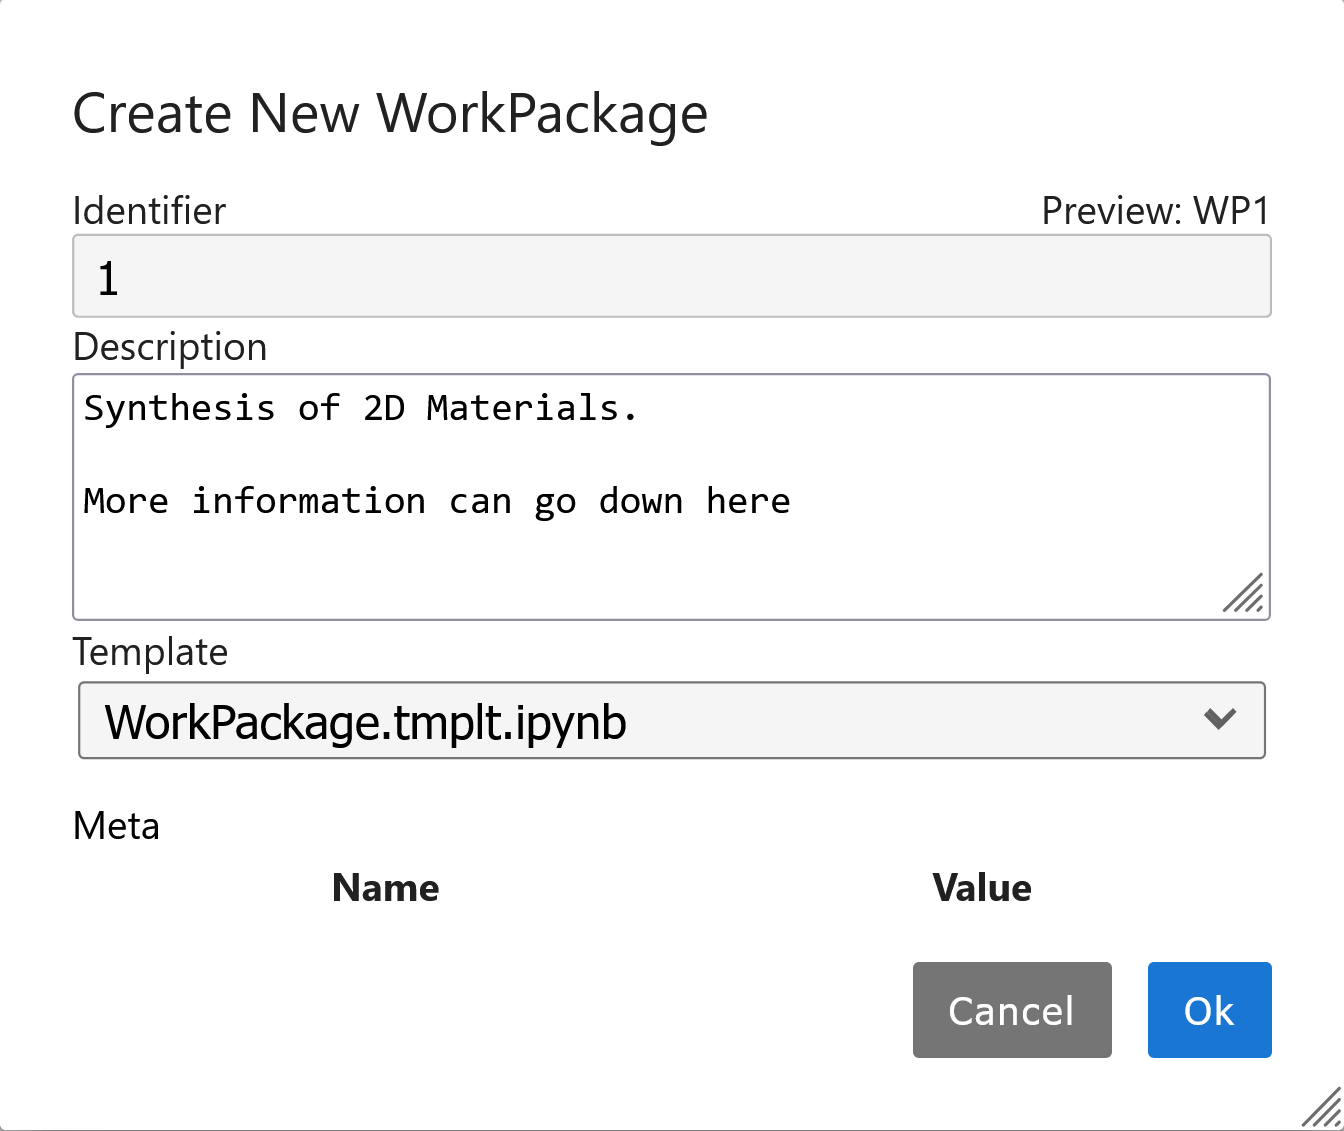 Create New WorkPackage
Identifier Preview: WP1
1
Description
Synthesis of 2D Materials.
More information can go down here
Template
WorkPackage.tmplt.ipynb
Meta
Name Value
Cancel Ok